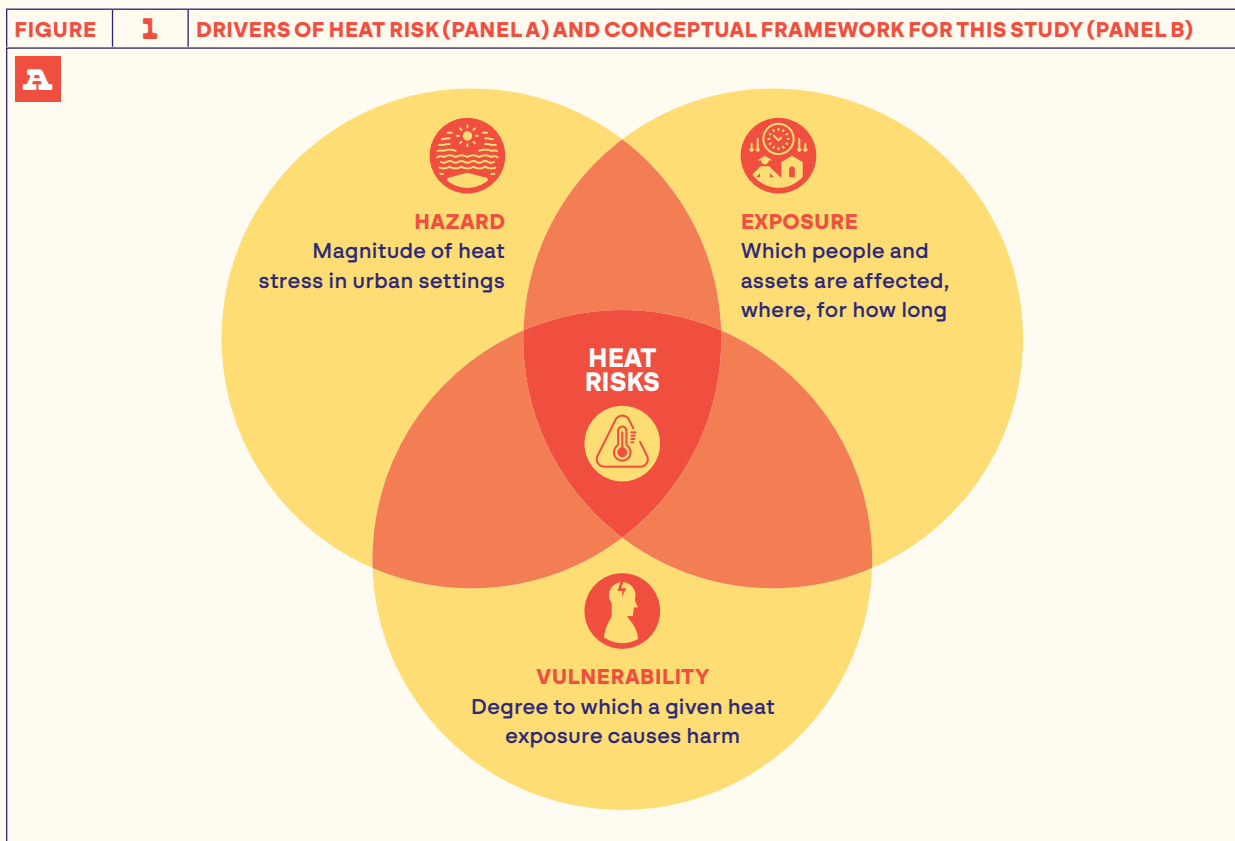 FIGURE 1 DRIVERS OF HEAT RISK (PANEL A) AND CONCEPTUAL FRAMEWORK FOR THIS STUDY (PANEL B)
A
HAZARD
Magnitude of heat
stress in urban settings
EXPOSURE
Which people and
assets are affected,
where, for how long
HEAT
RISKS
VULNERABILITY
Degree to which a given heat
exposure causes harm